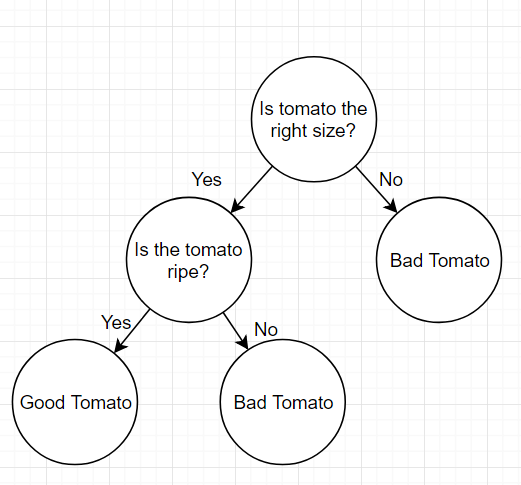 Is tomato the
right size?
Yes
No
Is the tomato
ripe?
Bad Tomato
Yes
No
Good Tomato
Bad Tomato